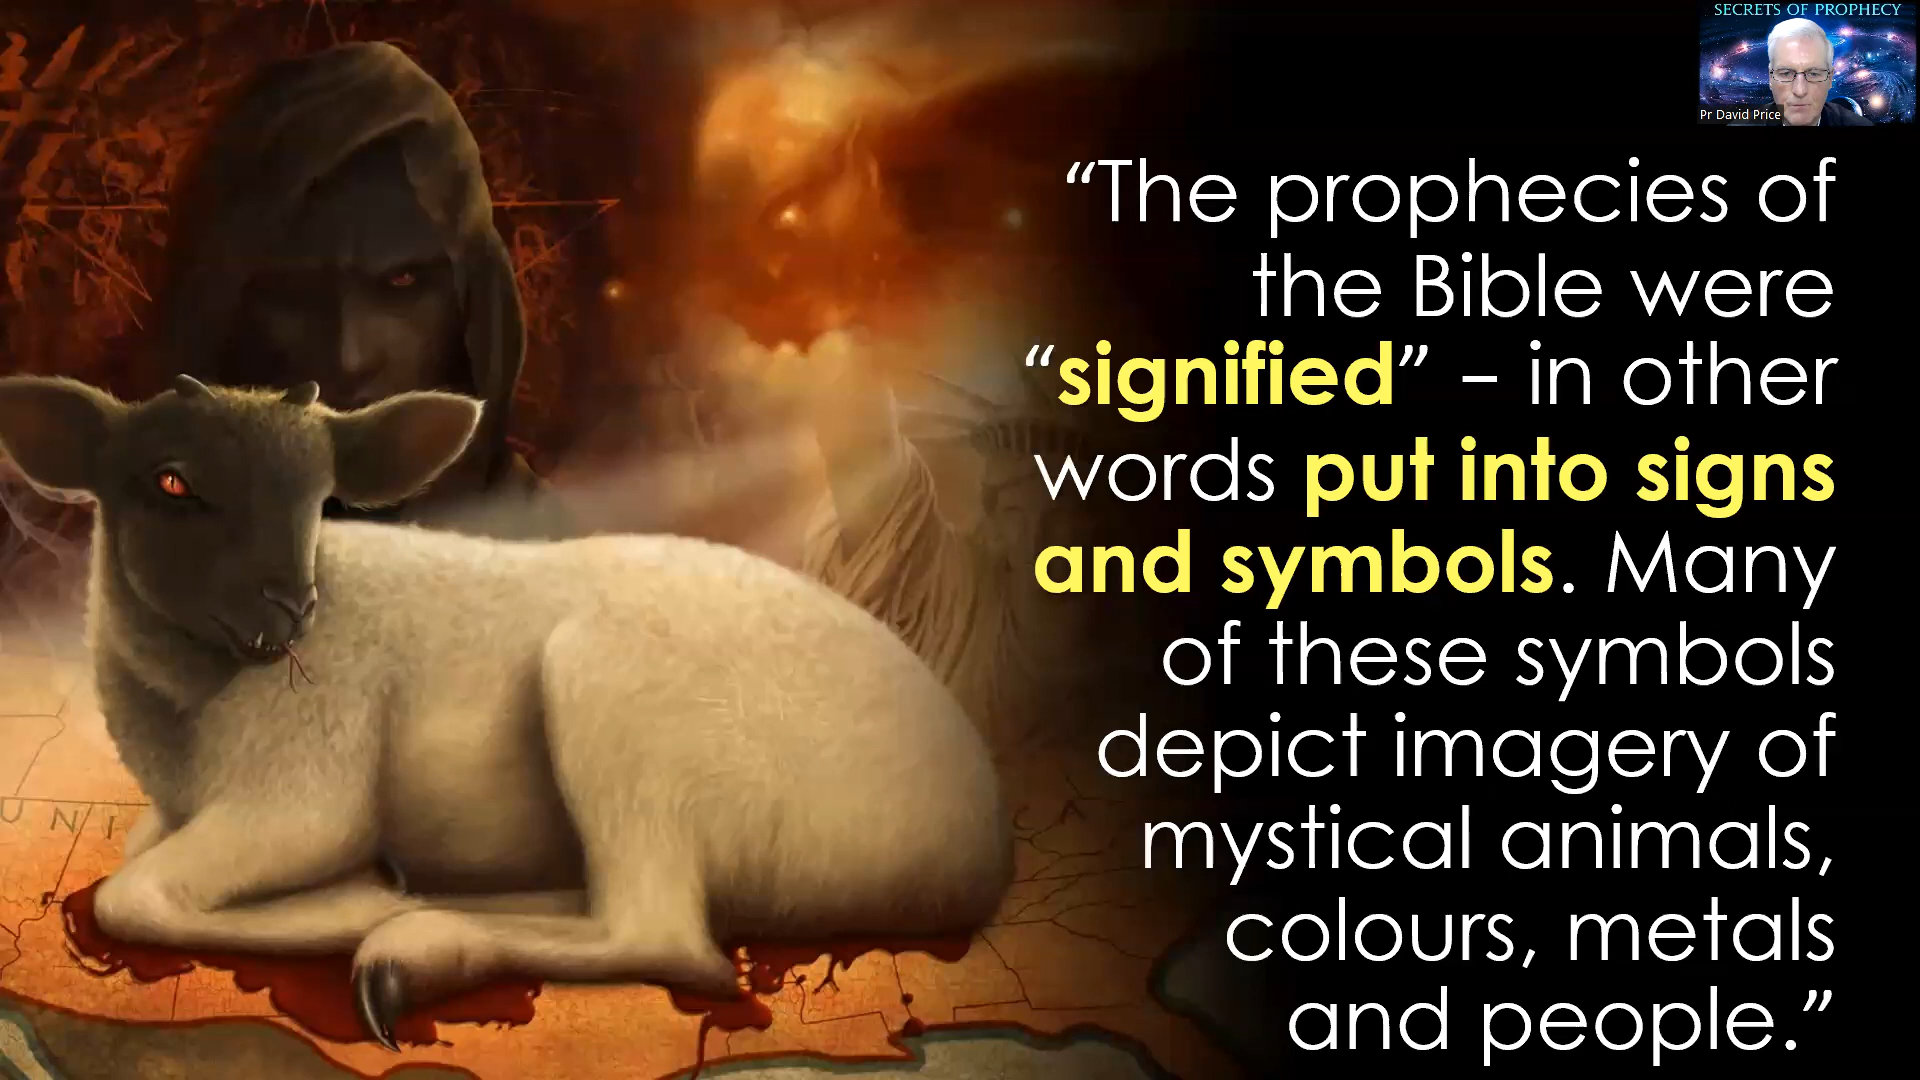 SECRETS OF PROPHECY
Pr David Price
“The prophecies of
the Bible were
“signified” – in other
words put into signs
and symbols. Many
of these symbols
depict imagery of
mystical animals,
colours, metals
and people.”
U N I